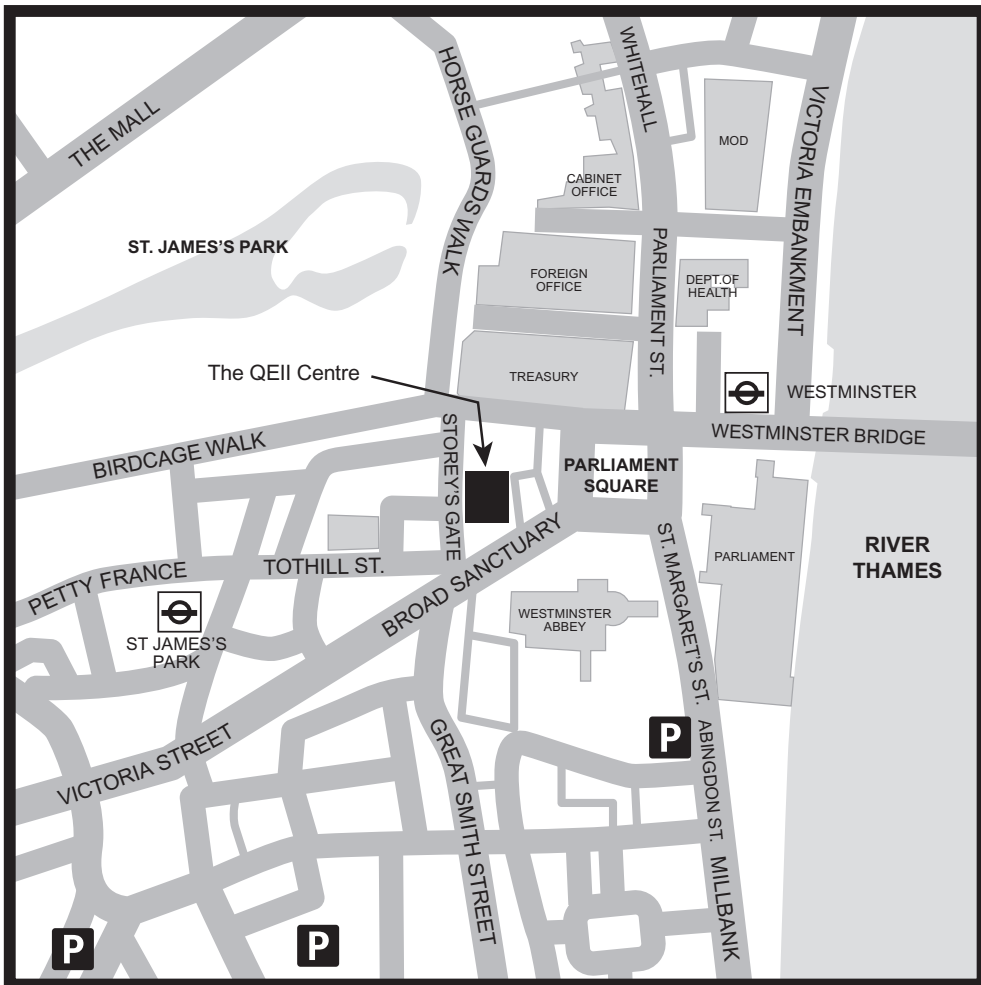 THE MALL
HORSE GUARDS WALK
WHITEHALL
VICTORIA EMBANKMENT
MOD
CABINET
OFFICE
ST. JAMES'S PARK
PARLIAMENT ST.
FOREIGN
OFFICE
DEPT.OF
HEALTH
The QEII Centre
TREASURY
WESTMINSTER
WESTMINSTER BRIDGE
BIRDCAGE WALK
STOREY'S GATE
PARLIAMENT
SQUARE
BROAD SANCTUARY
ST. MARGARET'S ST.
PARLIAMENT
RIVER
THAMES
PETTY FRANCE
TOTHILL ST.
WESTMINSTER
ABBEY
ST JAMES'S
PARK
VICTORIA STREET
GREAT SMITH STREET
P
ABINGDON ST.
MILLBANK
P
P